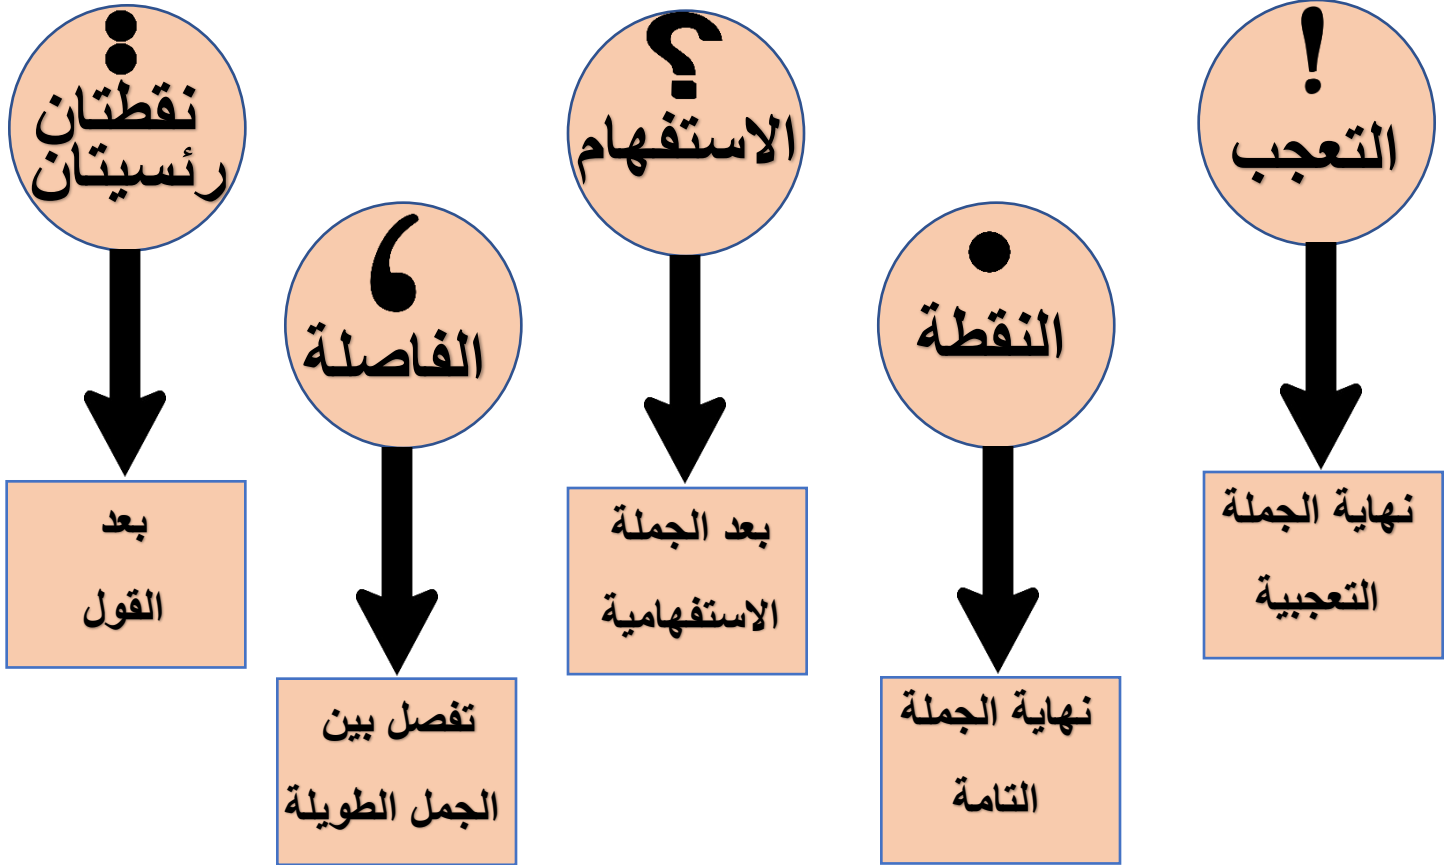 !
التعجب
نهاية الجملة
التعجبية
.
النقطة
نهاية الجملة
التامة
؟
الاستفهام
بعد الجملة
الاستفهامية
،
الفاصلة
تفصل بين
الجمل الطويلة
:
نقطتان
رئسيتان
بعد
القول